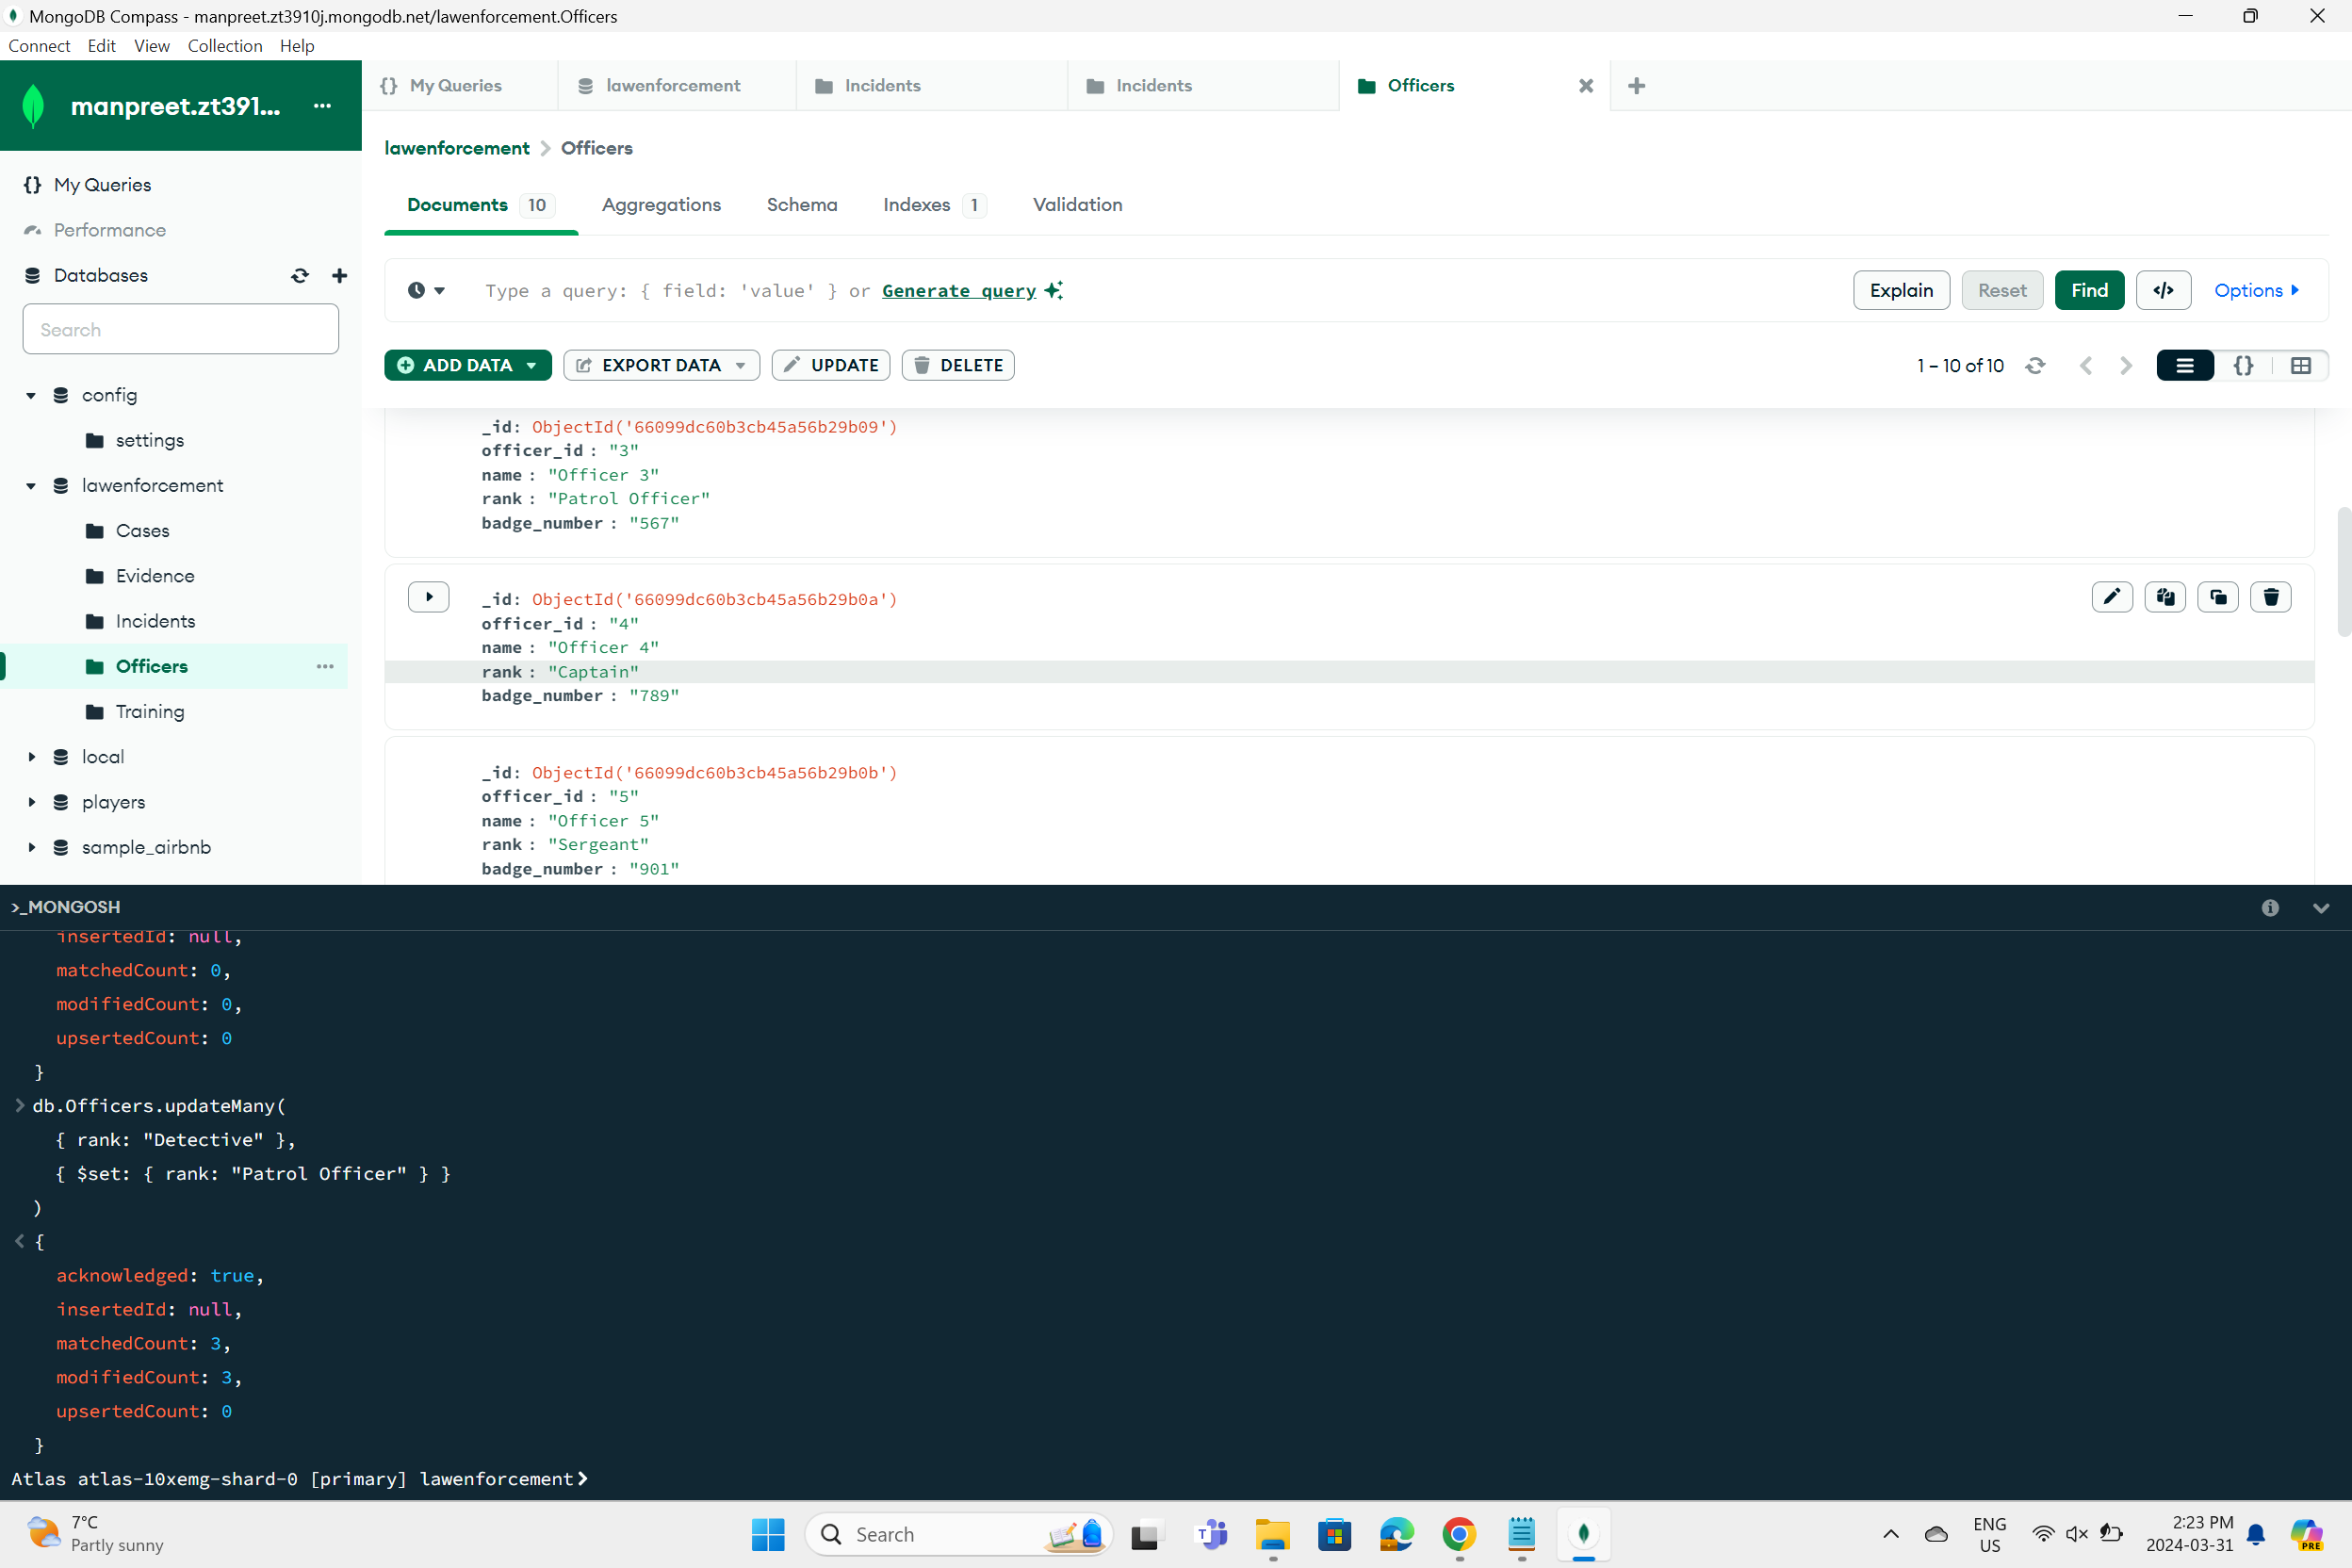 MongoDB Compass - manpreet.zt3910j.mongodb.net/lawenforcement.Officers
Connect Edit View Collection Help
manpreet.zt391...
{} My Queries
lawenforcement
Incidents
Incidents
Officers
My Queries
Performance
Databases
Search
config
settings
lawenforcement
Cases
Evidence
Incidents
Officers
Training
local
players
sample_airbnb
lawenforcement > Officers
Documents 10 Aggregations Schema Indexes 1 Validation
Type a query: { field: 'value' } or Generate query
Explain Reset Find </> Options
ADD DATA EXPORT DATA UPDATE DELETE
1 – 10 of 10 {}
_id: ObjectId('66099dc60b3cb45a56b29b09')
officer_id : "3"
name : "Officer 3"
rank : "Patrol Officer"
badge_number : "567"
_id: ObjectId('66099dc60b3cb45a56b29b0a')
officer_id : "4"
name : "Officer 4"
rank : "Captain"
badge_number : "789"
_id: ObjectId('66099dc60b3cb45a56b29b0b')
officer_id : "5"
name : "Officer 5"
rank : "Sergeant"
badge_number : "901"
>_MONGOSH
insertedId: null,
matchedCount: 0,
modifiedCount: 0,
upsertedCount: 0
}
> db.Officers.updateMany(
{ rank: "Detective" },
{ $set: { rank: "Patrol Officer" } }
)
< {
acknowledged: true,
insertedId: null,
matchedCount: 3,
modifiedCount: 3,
upsertedCount: 0
}
Atlas atlas-10xemg-shard-0 [primary] lawenforcement>
7°C
Partly sunny
Search
ENG
US
2:23 PM
2024-03-31
PRE